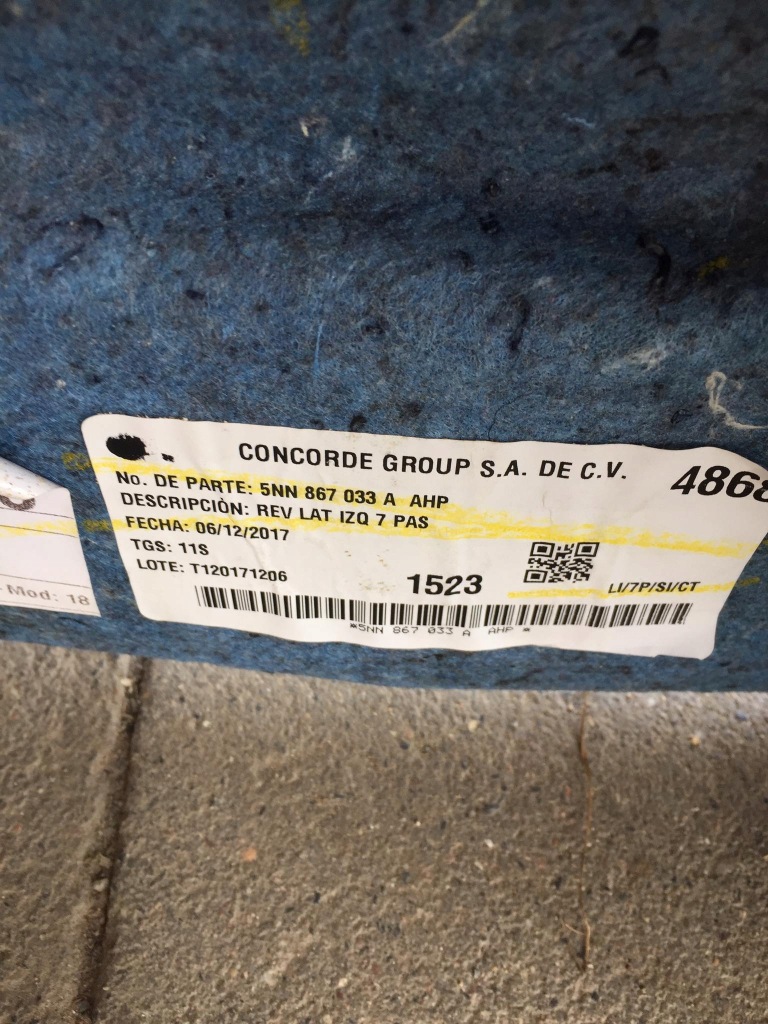 CONCORDE GROUP S.A. DE C.V.
No. DE PARTE: 5NN 867 033 A AHP
DESCRIPCIÒN: REV LAT IZQ 7 PAS
FECHA: 06/12/2017
TGS: 11S
LOTE: T120171206
1523
LI/7P/SI/CT
*5NN 867 033 A AHP *
4868
Mod: 18